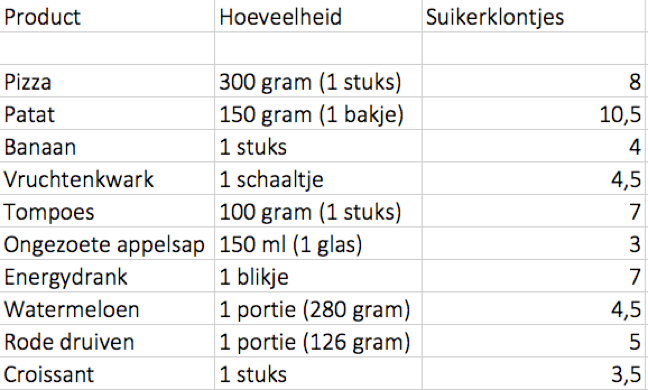 Product Hoeveelheid Suikerklontjes
Pizza 300 gram (1 stuks) 8
Patat 150 gram (1 bakje) 10,5
Banaan 1 stuks 4
Vruchtenkwark 1 schaaltje 4,5
Tompoes 100 gram (1 stuks) 7
Ongezoete appelsap 150 ml (1 glas) 3
Energydrank 1 blikje 7
Watermeloen 1 portie (280 gram) 4,5
Rode druiven 1 portie (126 gram) 5
Croissant 1 stuks 3,5